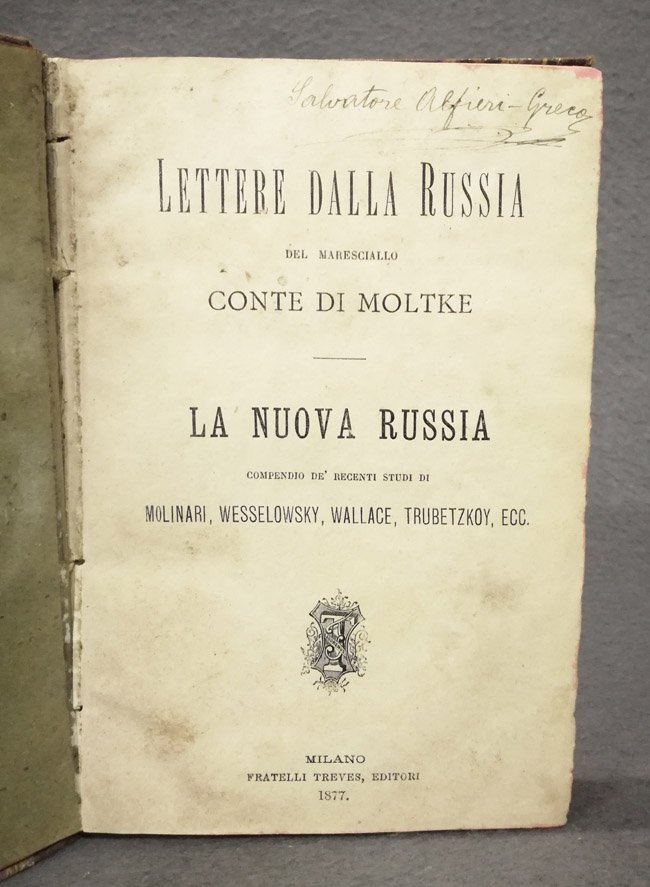 Salvatore Alfieri-Greco
LETTERE DALLA RUSSIA
DEL MARESCIALLO
CONTE DI MOLTKE
LA NUOVA RUSSIA
COMPENDIO DE' RECENTI STUDI DI
MOLINARI, WESSELOWSKY, WALLACE, TRUBETZKOY, ECC.
MILANO
FRATELLI TREVES, EDITORI
1877.